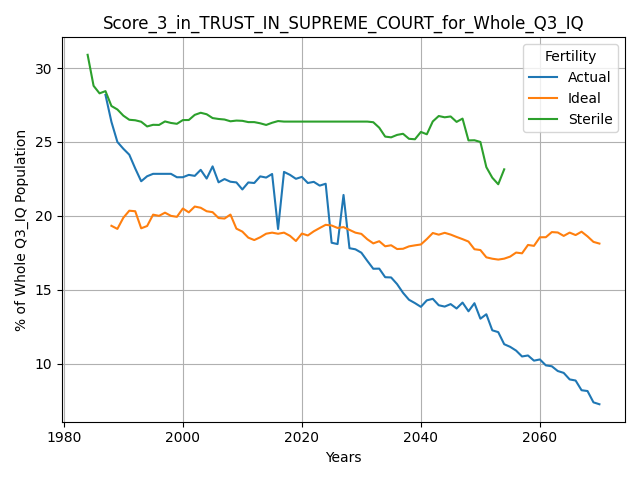 Score_3_in_TRUST_IN_SUPREME_COURT_for_Whole_Q3_IQ
% of Whole Q3_IQ Population
30
25
20
15
10
Fertility
Actual
Ideal
Sterile
1980
2000
2020
2040
2060
Years